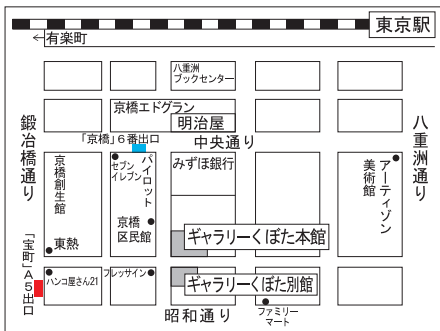 東京駅
←有楽町
八重洲
ブックセンター
京橋エドグラン
明治屋
「京橋」6番出口
中央通り
鍛冶橋通り
八重洲通り
京橋創生館
セブン
イレブン
パイロット
みずほ銀行
アーティゾン
美術館
京橋
区民館
東熱
ギャラリーくぼた本館
「宝町」A5出口
ハンコ屋さん21
フレッサイン
ギャラリーくぼた別館
昭和通り
ファミリー
マート